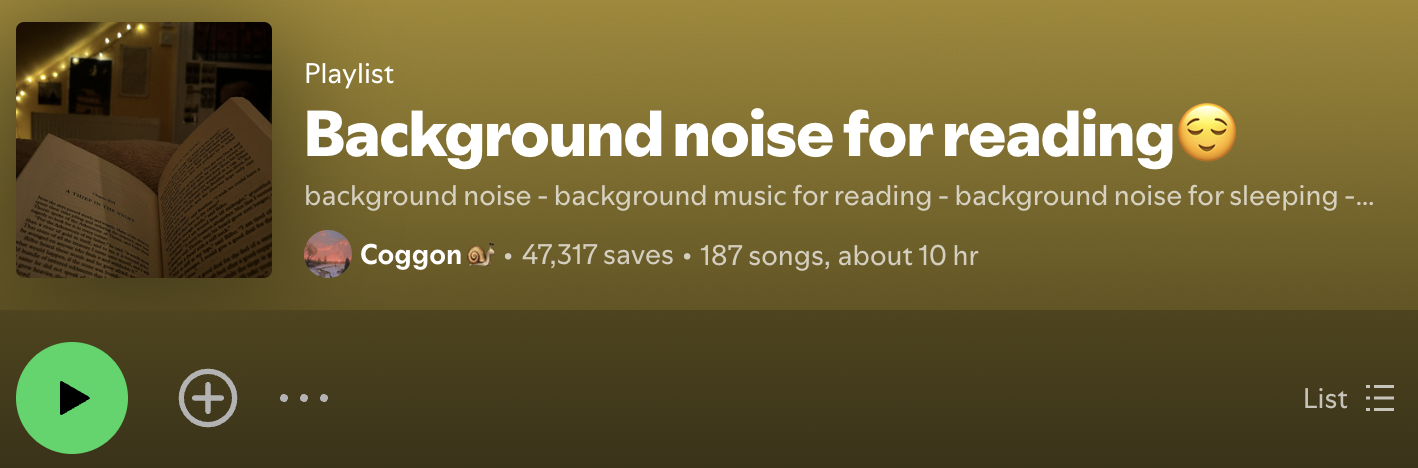 Playlist
Background noise for reading😌
background noise - background music for reading - background noise for sleeping -...
Coggon 🐌 • 47,317 saves • 187 songs, about 10 hr
List